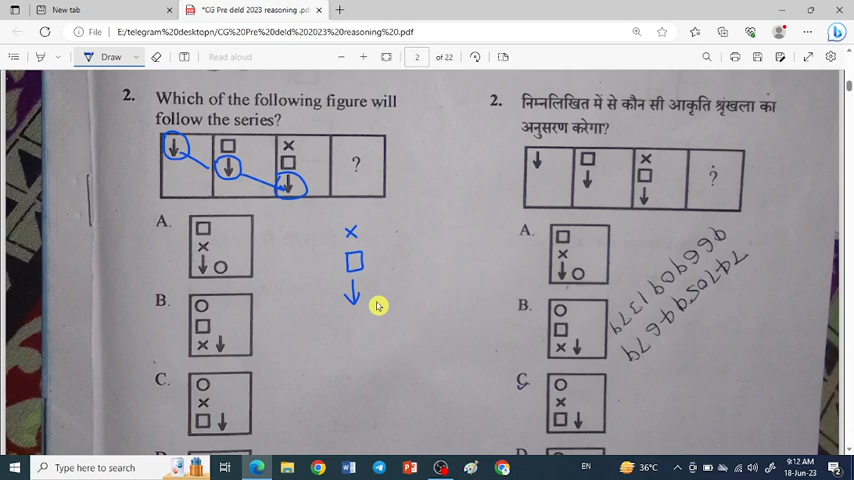 New tab
*CG Pre deld 2023 reasoning .pdf
File
E:/telegram%20desktopn/CG%20Pre%20deld%202023%20reasoning%20.pdf
Draw
Read aloud
2
of 22
2. Which of the following figure will
follow the series?
?
A.
B.
C.
2. निम्नलिखित में से कौन सी आकृति श्रृंखला का
अनुसरण करेगा?
?
A.
B.
C.
D.
9669091379
Type here to search
EN
36°C
9:12 AM
18-Jun-23